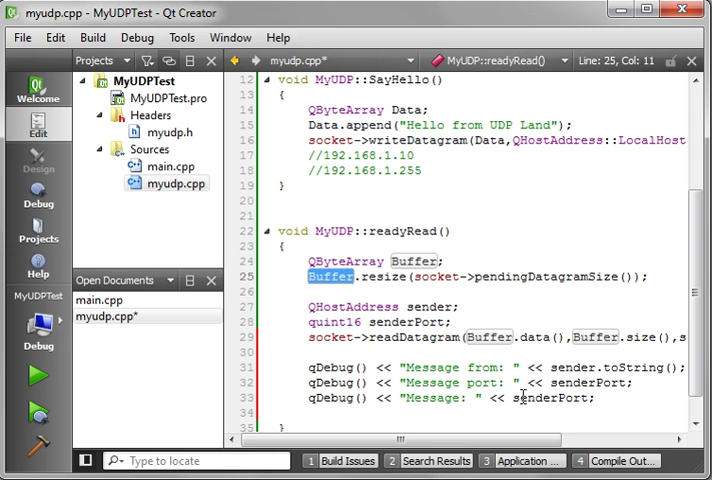 myudp.cpp - MyUDPTest - Qt Creator
File Edit Build Debug Tools Window Help
Projects myudp.cpp* MyUDP::readyRead() Line: 25, Col: 11
Welcome
Edit
Design
Debug
Projects
Help
MyUDPTest
Debug
MyUDPTest
MyUDPTest.pro
Headers
myudp.h
Sources
main.cpp
myudp.cpp
Open Documents
main.cpp
myudp.cpp*
12 void MyUDP::SayHello()
13 {
14 QByteArray Data;
15 Data.append("Hello from UDP Land");
16 socket->writeDatagram(Data,QHostAddress::LocalHost
17 //192.168.1.10
18 //192.168.1.255
19 }
20
21
22 void MyUDP::readyRead()
23 {
24 QByteArray Buffer;
25 Buffer.resize(socket->pendingDatagramSize());
26
27 QHostAddress sender;
28 quint16 senderPort;
29 socket->readDatagram(Buffer.data(),Buffer.size(),s
30
31 qDebug() << "Message from: " << sender.toString();
32 qDebug() << "Message port: " << senderPort;
33 qDebug() << "Message: " << senderPort;
34
35 }
Type to locate 1 Build Issues 2 Search Results 3 Application ... 4 Compile Out...